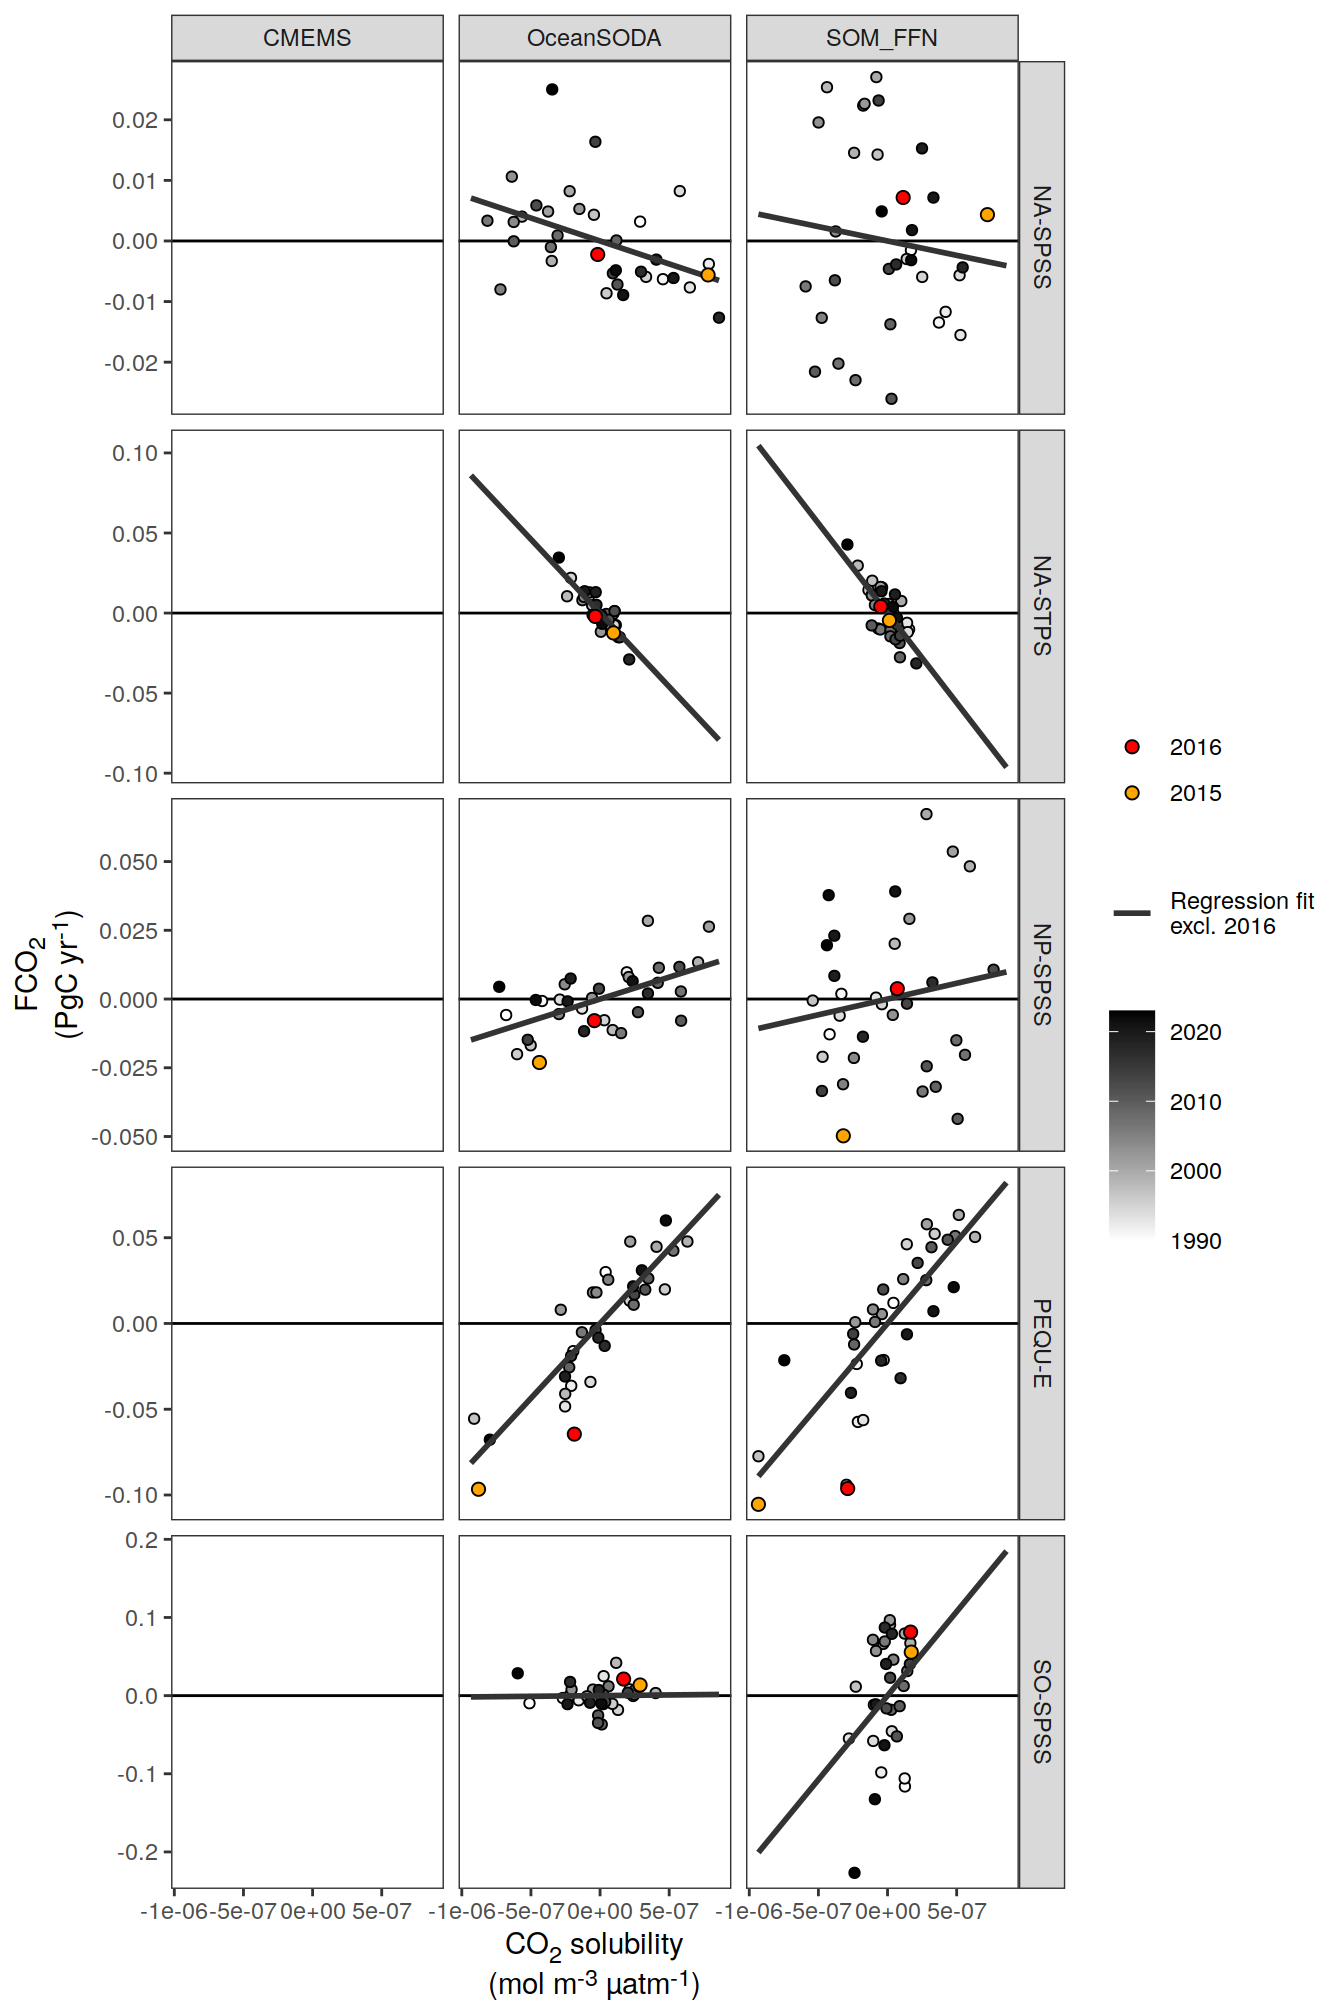 CMEMS OceanSODA SOM_FFN
0.02
0.01
0.00
-0.01
-0.02
NA-SPSS
0.10
0.05
0.00
-0.05
-0.10
NA-STPS
0.050
0.025
0.000
-0.025
-0.050
NP-SPSS
0.05
0.00
-0.05
-0.10
PEQU-E
0.2
0.1
0.0
-0.1
-0.2
SO-SPSS
-1e-06 -5e-07 0e+00 5e-07 -1e-06 -5e-07 0e+00 5e-07 -1e-06 -5e-07 0e+00 5e-07
CO₂ solubility
(mol m⁻³ µatm⁻¹)
FCO₂
(PgC yr⁻¹)
2016
2015
Regression fit
excl. 2016
2020
2010
2000
1990